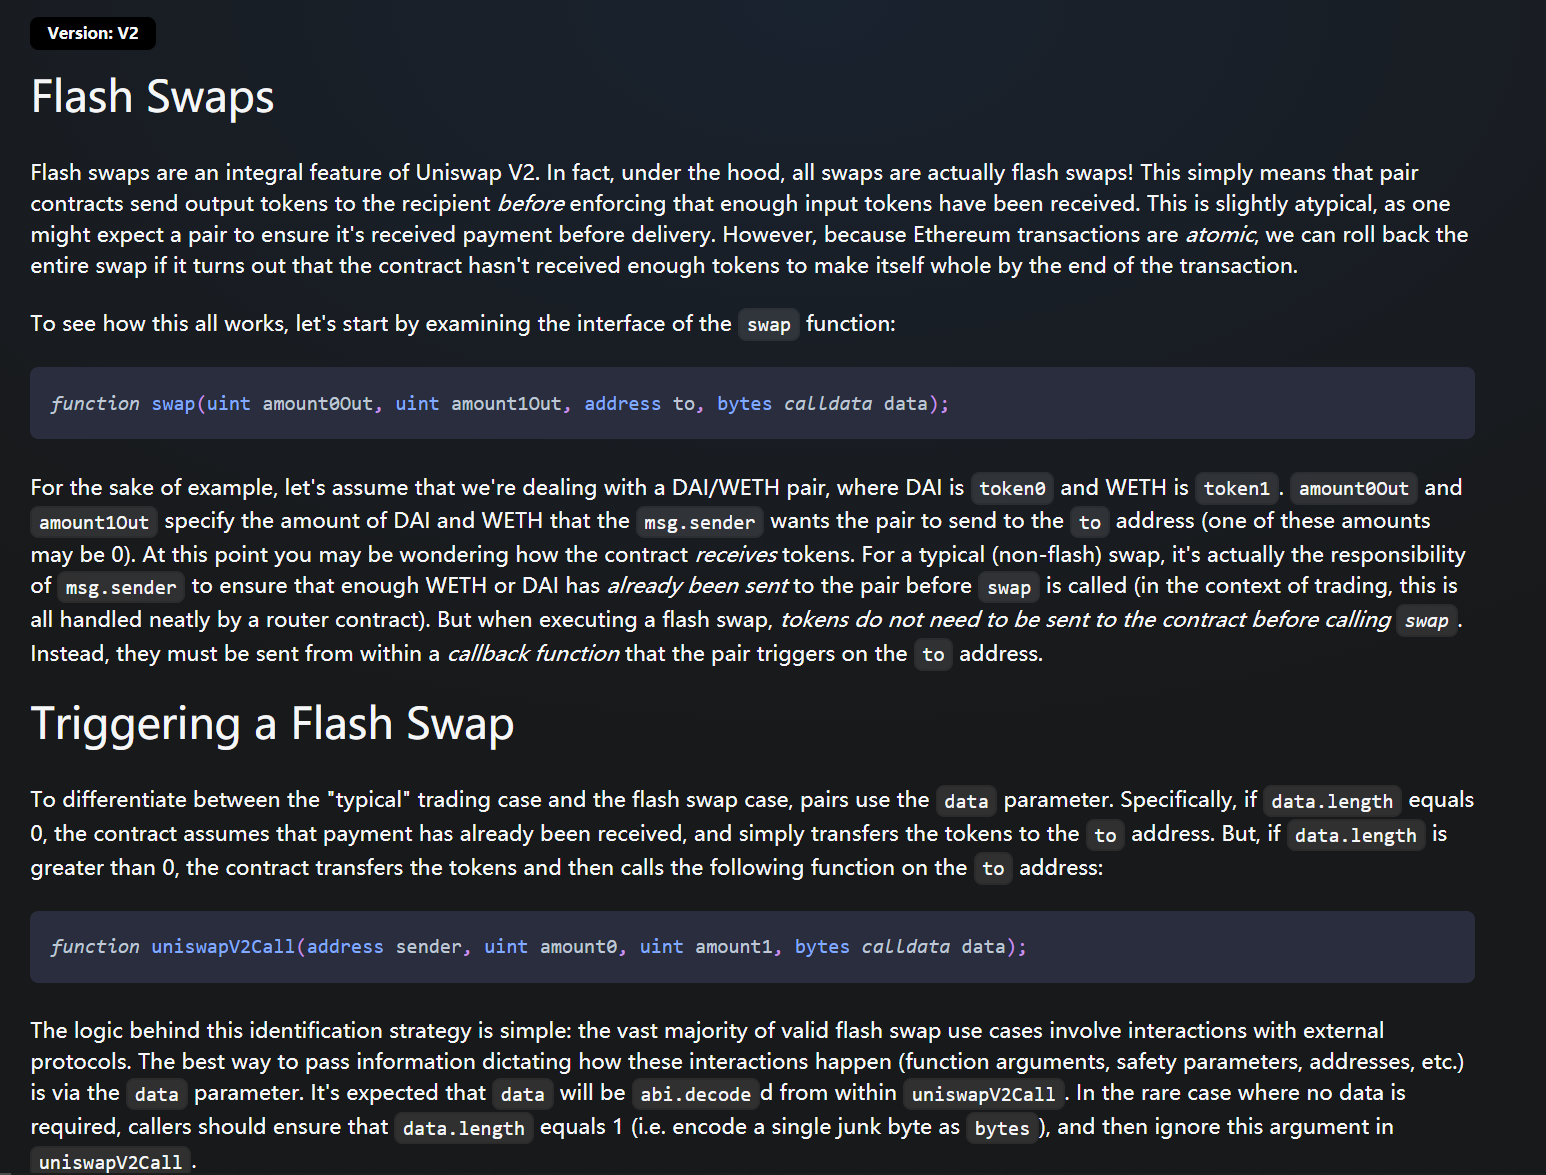 Version: V2
Flash Swaps
Flash swaps are an integral feature of Uniswap V2. In fact, under the hood, all swaps are actually flash swaps! This simply means that pair
contracts send output tokens to the recipient before enforcing that enough input tokens have been received. This is slightly atypical, as one
might expect a pair to ensure it's received payment before delivery. However, because Ethereum transactions are atomic, we can roll back the
entire swap if it turns out that the contract hasn't received enough tokens to make itself whole by the end of the transaction.
To see how this all works, let's start by examining the interface of the swap function:
function swap(uint amount0Out, uint amount1Out, address to, bytes calldata data);
For the sake of example, let's assume that we're dealing with a DAI/WETH pair, where DAI is token0 and WETH is token1 . amount0Out and
amount1Out specify the amount of DAI and WETH that the msg.sender wants the pair to send to the to address (one of these amounts
may be 0). At this point you may be wondering how the contract receives tokens. For a typical (non-flash) swap, it's actually the responsibility
of msg.sender to ensure that enough WETH or DAI has already been sent to the pair before swap is called (in the context of trading, this is
all handled neatly by a router contract). But when executing a flash swap, tokens do not need to be sent to the contract before calling swap .
Instead, they must be sent from within a callback function that the pair triggers on the to address.
Triggering a Flash Swap
To differentiate between the "typical" trading case and the flash swap case, pairs use the data parameter. Specifically, if data.length equals
0, the contract assumes that payment has already been received, and simply transfers the tokens to the to address. But, if data.length is
greater than 0, the contract transfers the tokens and then calls the following function on the to address:
function uniswapV2Call(address sender, uint amount0, uint amount1, bytes calldata data);
The logic behind this identification strategy is simple: the vast majority of valid flash swap use cases involve interactions with external
protocols. The best way to pass information dictating how these interactions happen (function arguments, safety parameters, addresses, etc.)
is via the data parameter. It's expected that data will be abi.decode d from within uniswapV2Call . In the rare case where no data is
required, callers should ensure that data.length equals 1 (i.e. encode a single junk byte as bytes ), and then ignore this argument in
uniswapV2Call .